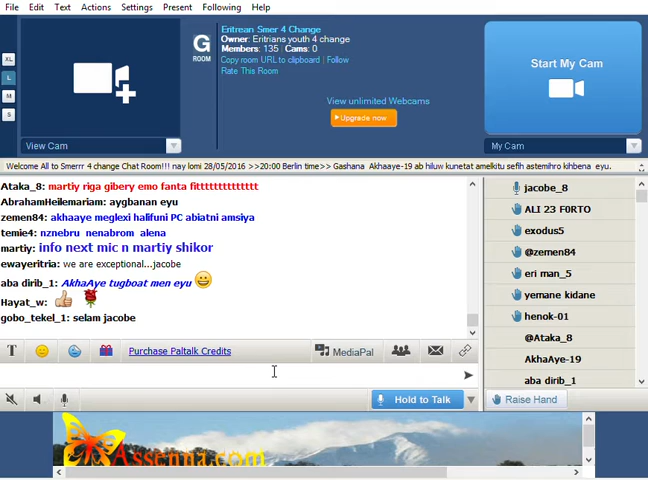 File Edit Text Actions Settings Present Following Help
XL
L
M
S
View Cam
G
ROOM
Eritrean Smer 4 Change
Owner: Eritrians youth 4 change
Members: 135 Cams: 0
Copy room URL to clipboard | Follow
Rate This Room
View unlimited Webcams
Upgrade now
Start My Cam
My Cam
Welcome All to Smerrr 4 change Chat Room!!! nay lomi 28/05/2016 >>20:00 Berlin time>> Gashana Akhaaye-19 ab hiluw kunetat amelkitu sefih astemihro kihbena eyu.
Ataka_8: martiy riga gibery emo fanta fittttttttttttttt
AbrahamHeilemariam: aygbanan eyu
zemen84: akhaaye meglexi halifuni PC abiatni amsiya
temie4: nznebru nenabrom alena
martiy: info next mic n martiy shikor
ewayeritria: we are exceptional...jacobe
aba dirib_1: AkhaAye tugboat men eyu
Hayat_w:
gobo_tekel_1: selam jacobe
jacobe_8
ALI 23 FORTO
exodus5
@zemen84
eri man_5
yemane kidane
henok-01
@Ataka_8
AkhaAye-19
aba dirib_1
T Purchase Paltalk Credits MediaPal
Hold to Talk
Raise Hand
Assenna.com